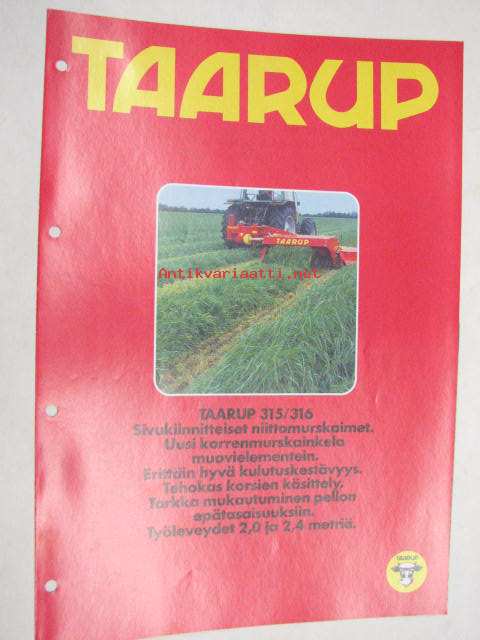 TAARUP
TAARUP
Antikvariaatti.net
TAARUP 315/316
Sivukiinnitteiset niittomurskaimet.
Uusi korrenmurskainkela
muovielementein.
Erittäin hyvä kulutuskestävyys.
Tehokas korsien käsittely.
Tarkka mukautuminen pellon
epätasaisuuksiin.
Työleveydet 2,0 ja 2,4 metriä.
TAARUP